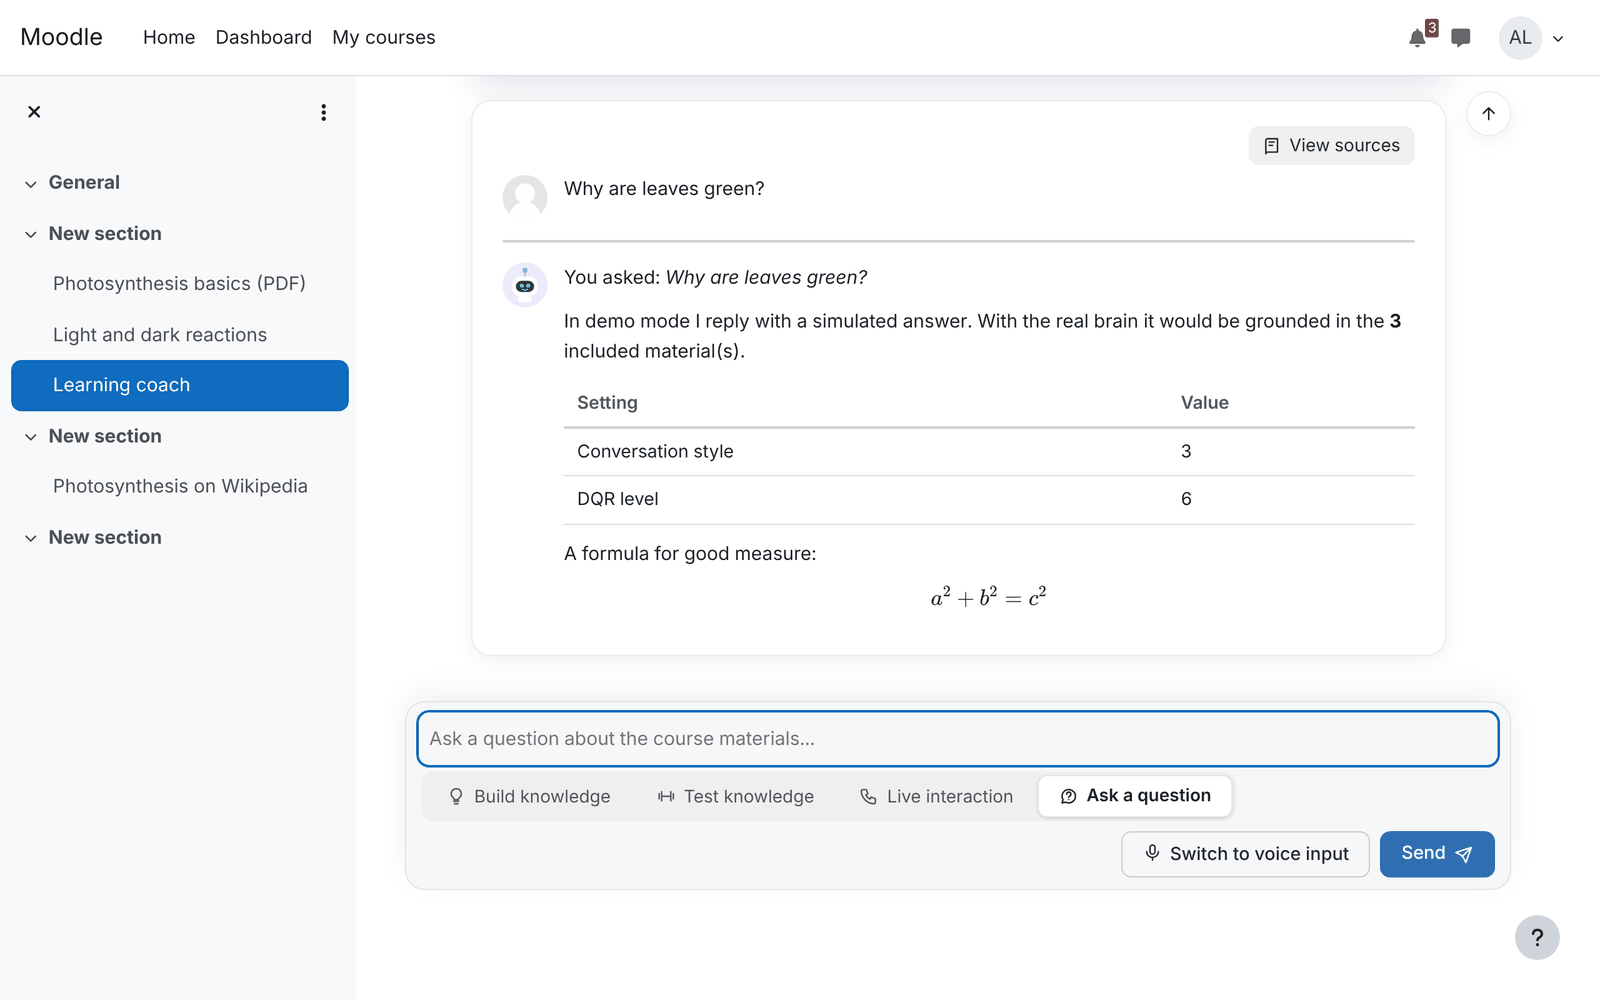 Moodle Home Dashboard My courses 3 AL
General
New section
Photosynthesis basics (PDF)
Light and dark reactions
Learning coach
New section
Photosynthesis on Wikipedia
New section
View sources
Why are leaves green?
You asked: Why are leaves green?
In demo mode I reply with a simulated answer. With the real brain it would be grounded in the 3
included material(s).
Setting Value
Conversation style 3
DQR level 6
A formula for good measure:
a² + b² = c²
Ask a question about the course materials...
Build knowledge Test knowledge Live interaction Ask a question
Switch to voice input Send
?